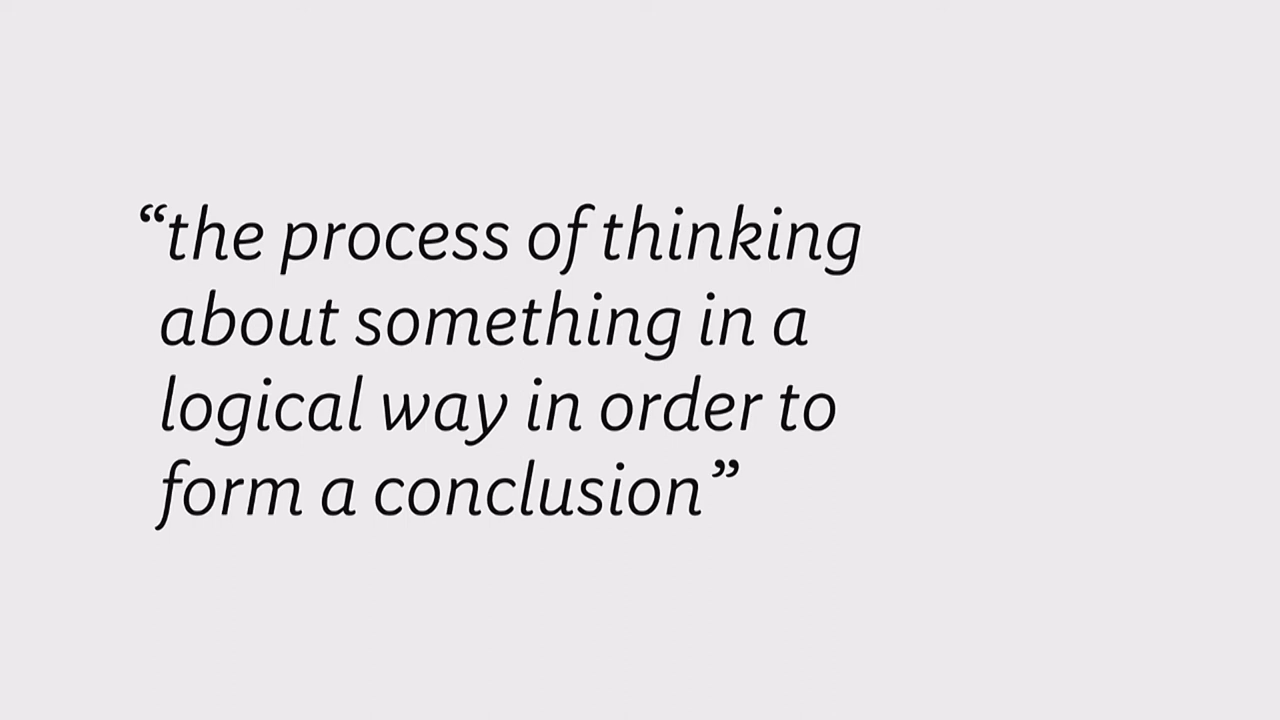 “the process of thinking
about something in a
logical way in order to
form a conclusion”